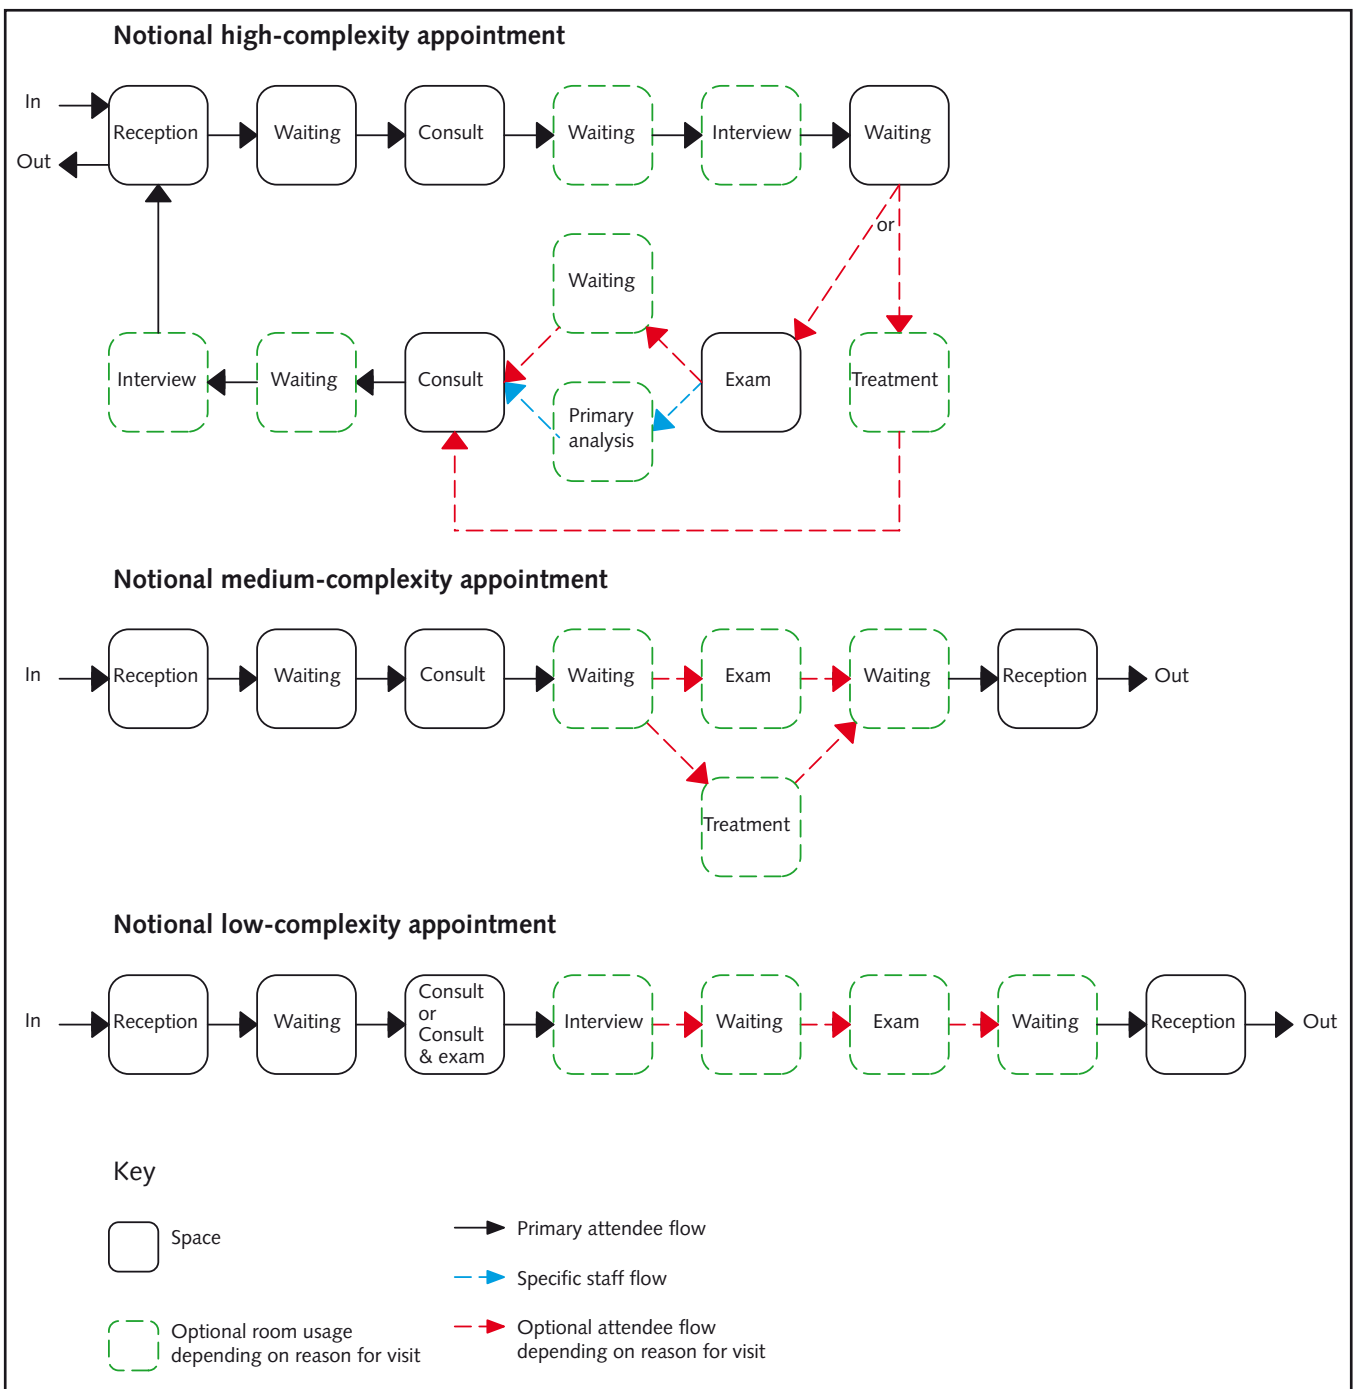 Notional high-complexity appointment
In
Out
Reception
Waiting
Consult
Waiting
Interview
Waiting
or
Waiting
Interview
Waiting
Consult
Primary
analysis
Exam
Treatment
Notional medium-complexity appointment
In
Reception
Waiting
Consult
Waiting
Exam
Waiting
Reception
Out
Treatment
Notional low-complexity appointment
In
Reception
Waiting
Consult
or
Consult
& exam
Interview
Waiting
Exam
Waiting
Reception
Out
Key
Space
Optional room usage
depending on reason for visit
Primary attendee flow
Specific staff flow
Optional attendee flow
depending on reason for visit